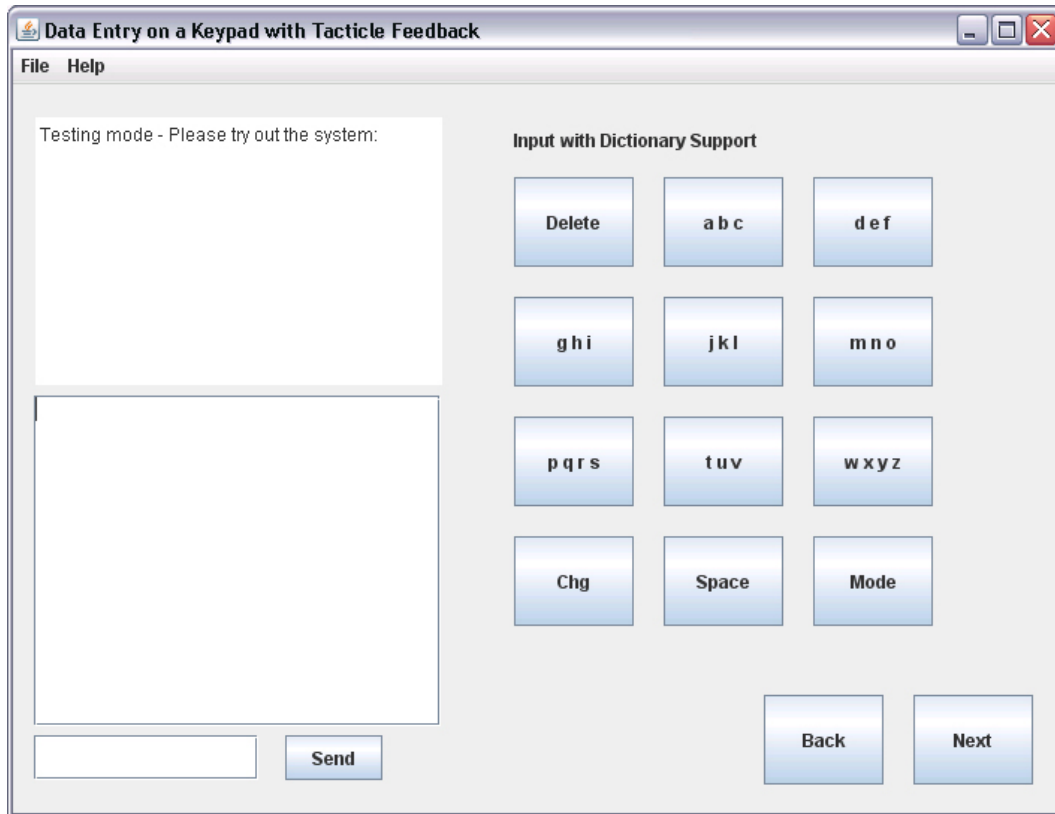 Data Entry on a Keypad with Tacticle Feedback
File Help
Testing mode - Please try out the system:
Input with Dictionary Support
Delete a b c d e f
g h i j k l m n o
p q r s t u v w x y z
Chg Space Mode
Back Next
Send